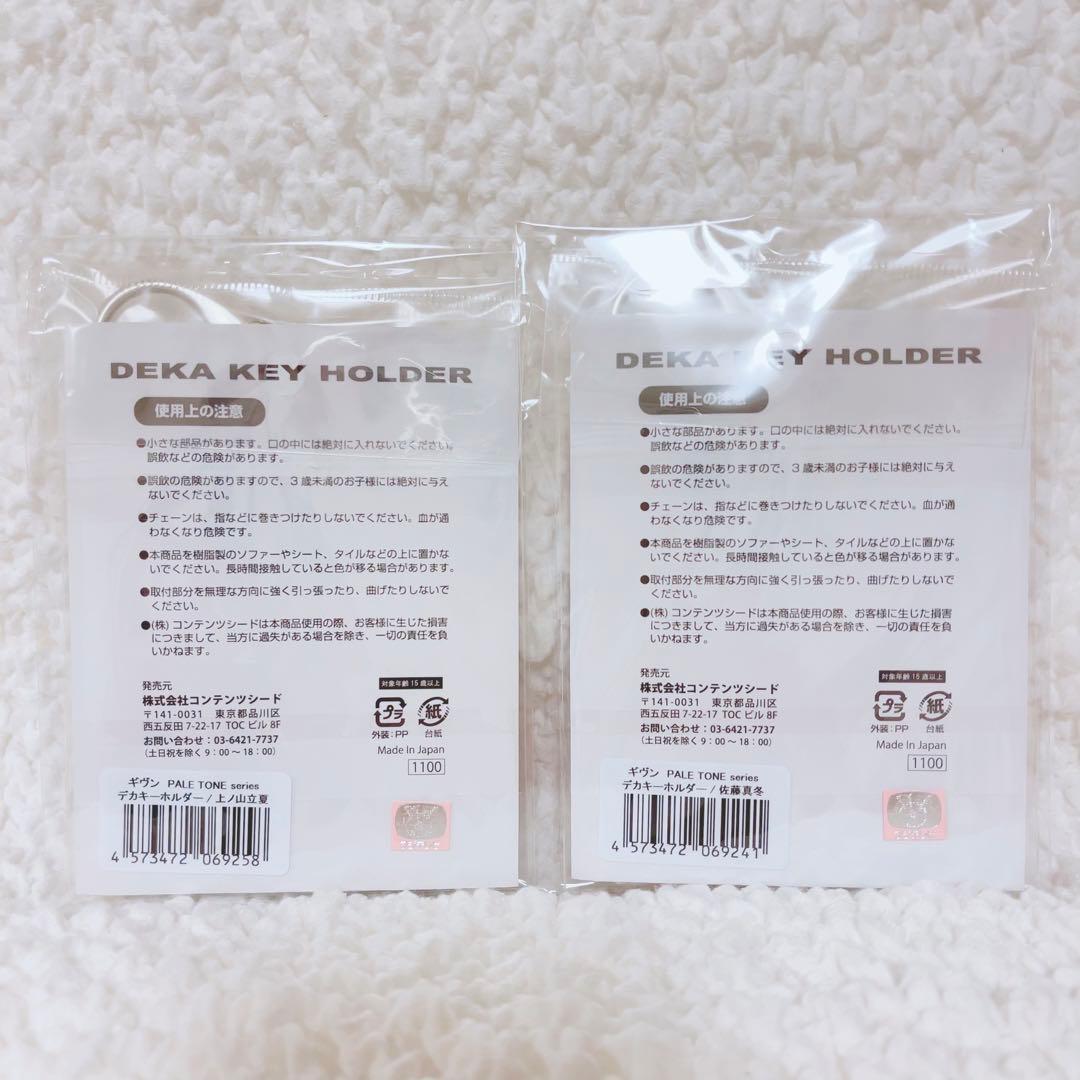 DEKA KEY HOLDER
使用上の注意
●小さな部品があります。口の中には絶対に入れないでください。
誤飲などの危険があります。
●誤飲の危険がありますので、3歳未満のお子様には絶対に与え
ないでください。
●チェーンは、指などに巻きつけたりしないでください。血が通
わなくなり危険です。
●本商品を樹脂製のソファーやシート、タイルなどの上に置かな
いでください。長時間接触していると色が移る場合があります。
●取付部分を無理な方向に強く引っ張ったり、曲げたりしないで
ください。
●(株)コンテンツシードは本商品使用の際、お客様に生じた損害
につきまして、当方に過失がある場合を除き、一切の責任を負
いかねます。
発売元
株式会社コンテンツシード
〒141-0031 東京都品川区
西五反田 7-22-17 TOC ビル 8F
お問い合わせ:03-6421-7737
(土日祝を除く 9:00~18:00)
対象年齢 15歳以上
プラ 紙
外装:PP 台紙
Made In Japan
1100
ギヴン PALE TONE series
デカキーホルダー/上ノ山立夏
4 573472 069258
DEKA KEY HOLDER
使用上の注意
●小さな部品があります。口の中には絶対に入れないでください。
誤飲などの危険があります。
●誤飲の危険がありますので、3歳未満のお子様には絶対に与え
ないでください。
●チェーンは、指などに巻きつけたりしないでください。血が通
わなくなり危険です。
●本商品を樹脂製のソファーやシート、タイルなどの上に置かな
いでください。長時間接触していると色が移る場合があります。
●取付部分を無理な方向に強く引っ張ったり、曲げたりしないで
ください。
●(株)コンテンツシードは本商品使用の際、お客様に生じた損害
につきまして、当方に過失がある場合を除き、一切の責任を負
いかねます。
発売元
株式会社コンテンツシード
〒141-0031 東京都品川区
西五反田 7-22-17 TOC ビル 8F
お問い合わせ:03-6421-7737
(土日祝を除く 9:00~18:00)
対象年齢 15歳以上
プラ 紙
外装:PP 台紙
Made In Japan
1100
ギヴン PALE TONE series
デカキーホルダー/佐藤真冬
4 573472 069241